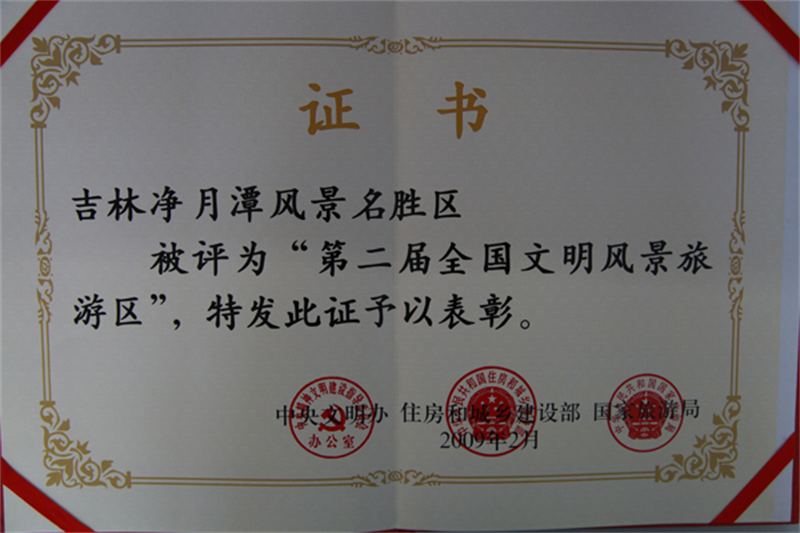 证 书
吉林净月潭风景名胜区
被评为“第二届全国文明风景旅
游区”，特发此证予以表彰。
中央文明办 住房和城乡建设部 国家旅游局
2009年2月
办公室